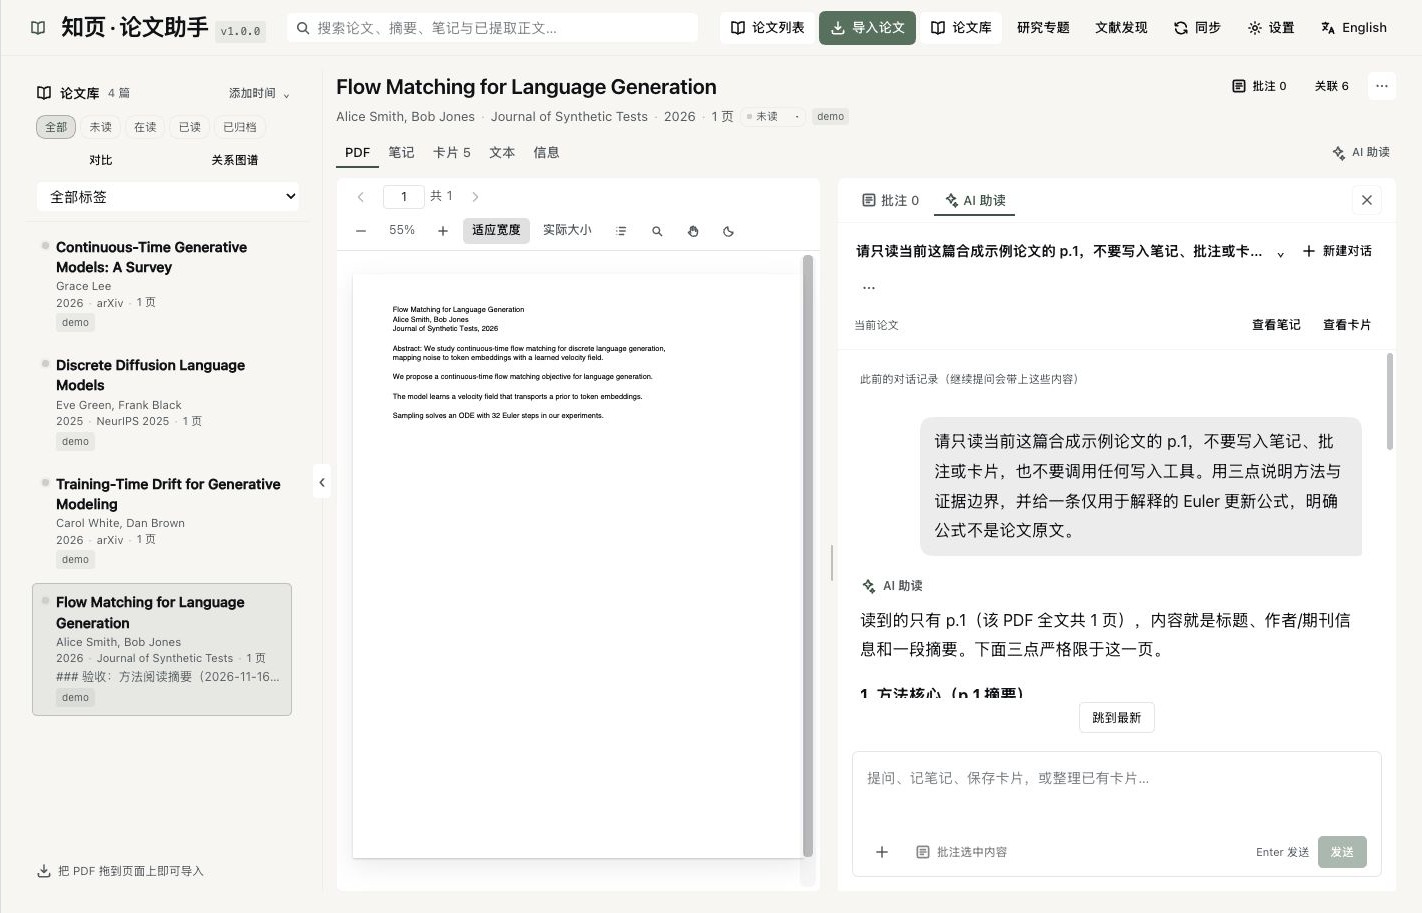 知页·论文助手 v1.0.0
搜索论文、摘要、笔记与已提取正文...
论文列表
导入论文
论文库
研究专题
文献发现
同步
设置
English
论文库 4 篇
添加时间
全部 未读 在读 已读 已归档
对比 关系图谱
全部标签
Continuous-Time Generative
Models: A Survey
Grace Lee
2026 · arXiv · 1 页
demo
Discrete Diffusion Language
Models
Eve Green, Frank Black
2025 · NeurIPS 2025 · 1 页
demo
Training-Time Drift for Generative
Modeling
Carol White, Dan Brown
2026 · arXiv · 1 页
demo
Flow Matching for Language
Generation
Alice Smith, Bob Jones
2026 · Journal of Synthetic Tests · 1 页
### 验收：方法阅读摘要（2026-11-16...
demo
把 PDF 拖到页面上即可导入
Flow Matching for Language Generation
批注 0
关联 6
...
Alice Smith, Bob Jones · Journal of Synthetic Tests · 2026 · 1 页 未读 demo
PDF 笔记 卡片 5 文本 信息
AI 助读
1 共 1
55% 适应宽度 实际大小
Flow Matching for Language Generation
Alice Smith, Bob Jones
Journal of Synthetic Tests, 2026
Abstract: We study continuous-time flow matching for discrete language generation,
mapping noise to token embeddings with a learned velocity field.
We propose a continuous-time flow matching objective for language generation.
The model learns a velocity field that transports a prior to token embeddings.
Sampling solves an ODE with 32 Euler steps in our experiments.
批注 0 AI 助读
请只读当前这篇合成示例论文的 p.1，不要写入笔记、批注或卡...
新建对话
...
当前论文 查看笔记 查看卡片
此前的对话记录（继续提问会带上这些内容）
请只读当前这篇合成示例论文的 p.1，不要写入笔记、批
注或卡片，也不要调用任何写入工具。用三点说明方法与
证据边界，并给一条仅用于解释的 Euler 更新公式，明确
公式不是论文原文。
AI 助读
读到的只有 p.1（该 PDF 全文共 1 页），内容就是标题、作者/期刊信
息和一段摘要。下面三点严格限于这一页。
1. 方法核心（p.1 摘要）
跳到最新
提问、记笔记、保存卡片，或整理已有卡片...
批注选中内容
Enter 发送
发送